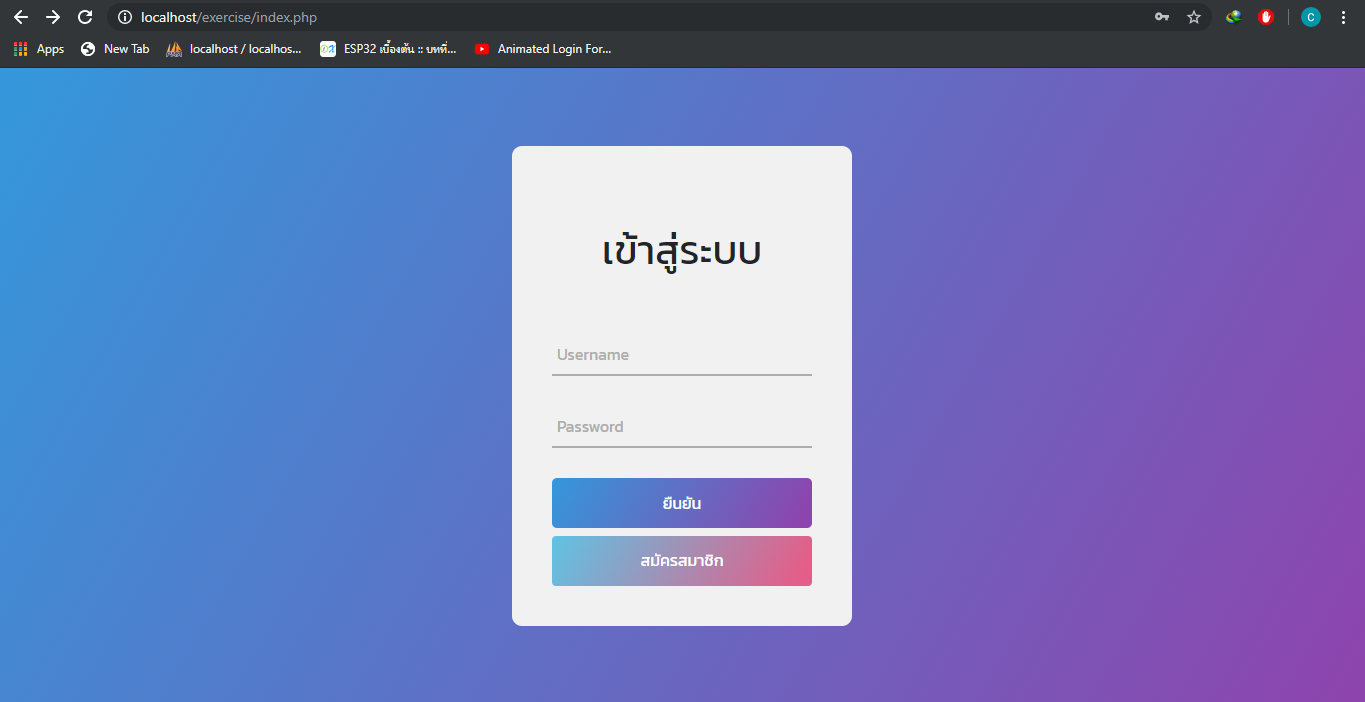 localhost/exercise/index.php
C
Apps New Tab localhost / localhos... ESP32 เบื้องต้น :: บทที่... Animated Login For...
เข้าสู่ระบบ
Username
Password
ยืนยัน
สมัครสมาชิก